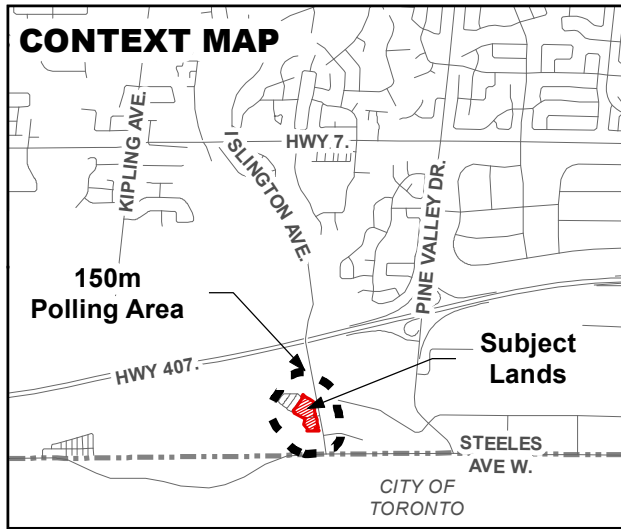 CONTEXT MAP
HWY 7.
KIPLING AVE.
ISLINGTON AVE.
PINE VALLEY DR.
150m
Polling Area
Subject
Lands
HWY 407.
STEELES
AVE W.
CITY OF
TORONTO